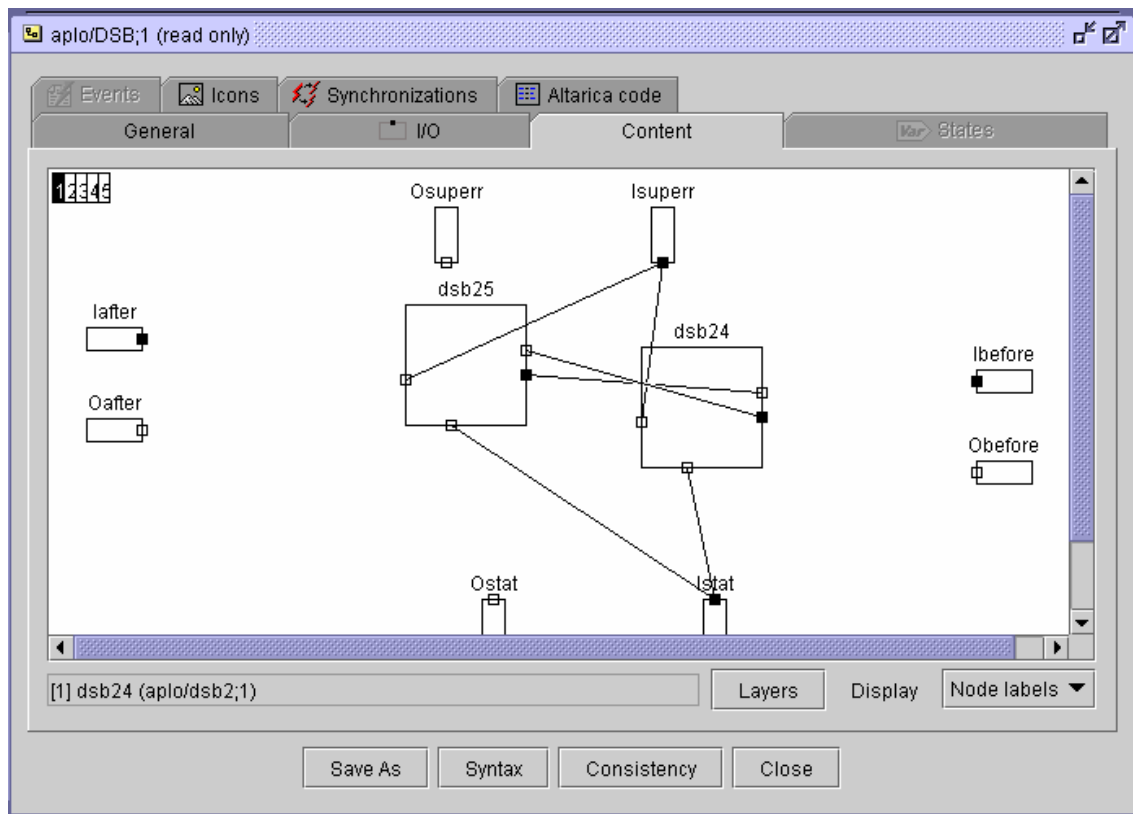 aplo/DSB;1 (read only)
Events Icons Synchronizations Altarica code
General I/O Content Var States
12345
Osuperr Isuperr
dsb25
dsb24
Iafter
Ibefore
Oafter
Obefore
Ostat Istat
[1] dsb24 (aplo/dsb2;1) Layers Display Node labels
Save As Syntax Consistency Close